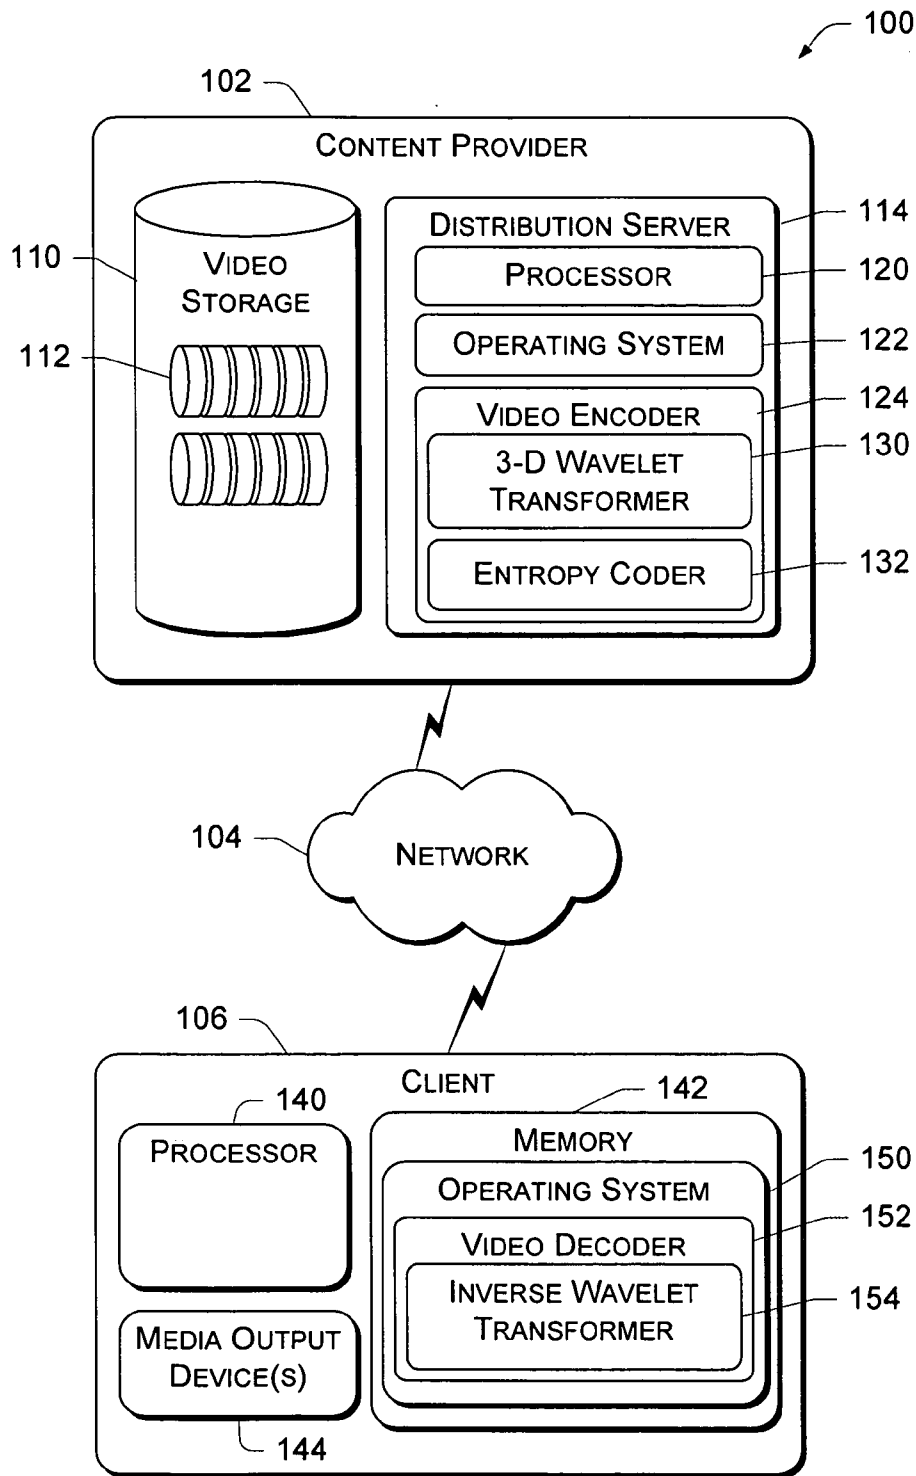 100
102
CONTENT PROVIDER
110
VIDEO
STORAGE
112
DISTRIBUTION SERVER
114
PROCESSOR
120
OPERATING SYSTEM
122
VIDEO ENCODER
124
3-D WAVELET
TRANSFORMER
130
ENTROPY CODER
132
104
NETWORK
106
CLIENT
140
PROCESSOR
MEDIA OUTPUT
DEVICE(S)
144
142
MEMORY
OPERATING SYSTEM
150
VIDEO DECODER
152
INVERSE WAVELET
TRANSFORMER
154